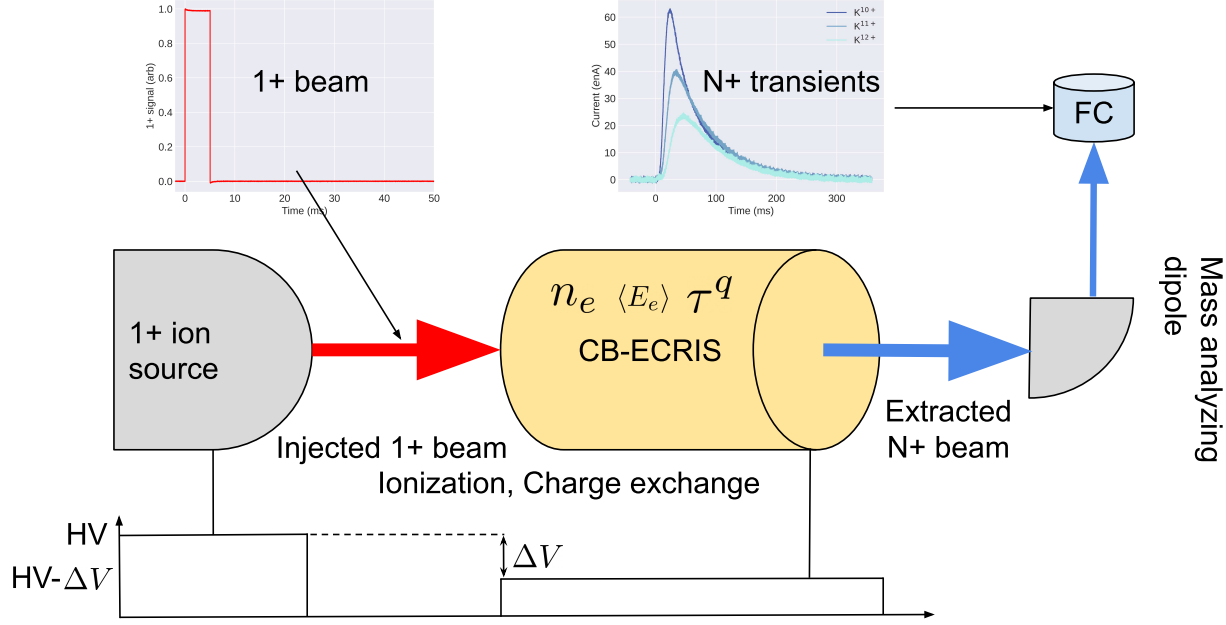 1+ signal (arb)
1.0
0.8
0.6
0.4
0.2
0.0
0
10
20
30
40
50
Time (ms)
1+ beam
Current (enA)
60
50
40
30
20
10
0
0
100
200
300
Time (ms)
K¹⁰⁺
K¹¹⁺
K¹²⁺
N+ transients
FC
1+ ion
source
nₑ ⟨Eₑ⟩ τ^q
CB-ECRIS
Mass analyzing
dipole
Injected 1+ beam
Extracted
N+ beam
Ionization, Charge exchange
HV
HV-ΔV
ΔV